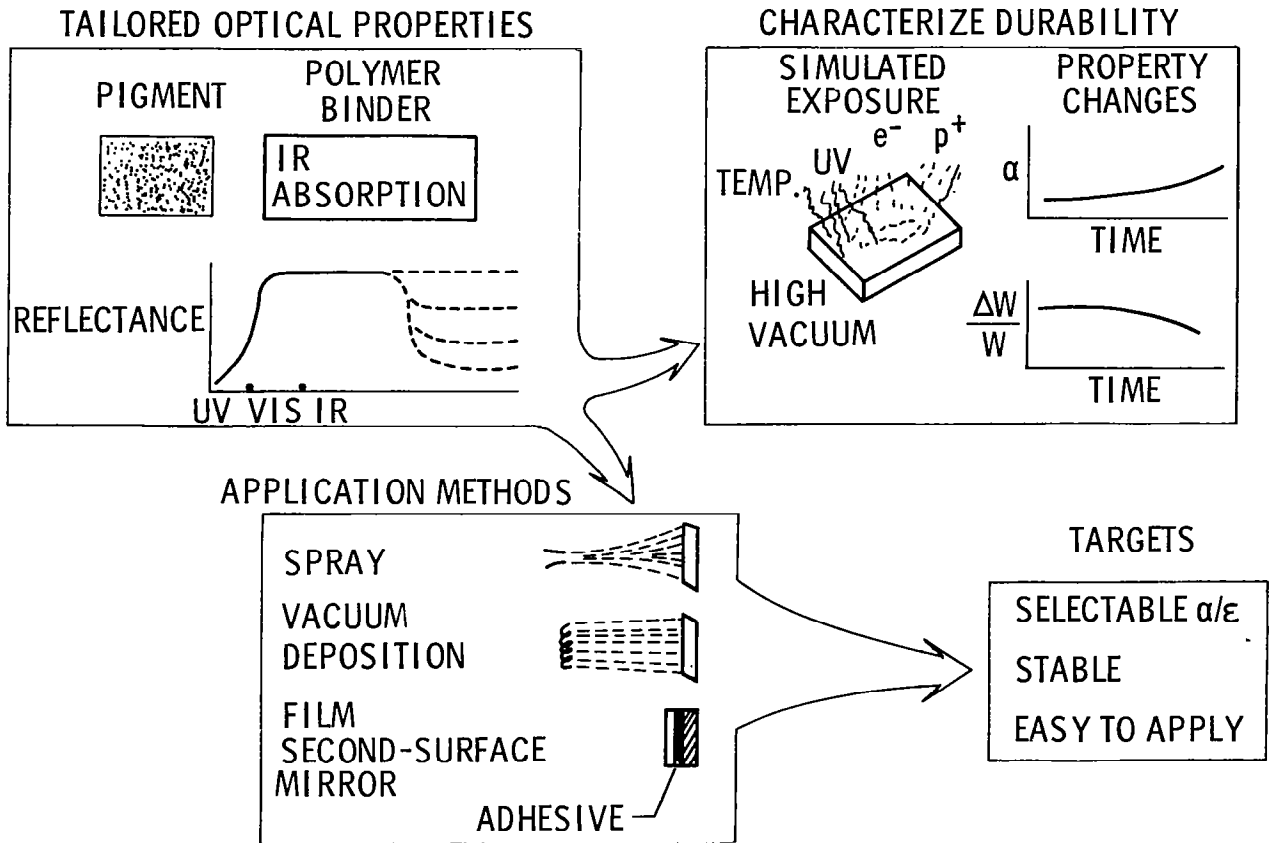 TAILORED OPTICAL PROPERTIES
PIGMENT
POLYMER
BINDER
IR
ABSORPTION
REFLECTANCE
UV VIS IR
CHARACTERIZE DURABILITY
SIMULATED
EXPOSURE
e⁻ p⁺
UV
TEMP.
HIGH
VACUUM
PROPERTY
CHANGES
α
TIME
ΔW
W
TIME
APPLICATION METHODS
SPRAY
VACUUM
DEPOSITION
FILM
SECOND-SURFACE
MIRROR
ADHESIVE
TARGETS
SELECTABLE α/ε
STABLE
EASY TO APPLY